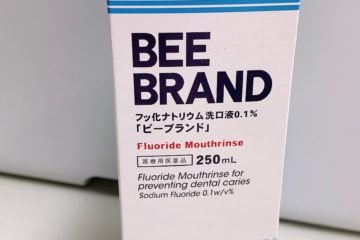 BEE
BRAND
フッ化ナトリウム洗口液0.1%
「ビーブランド」
Fluoride Mouthrinse
医療用医薬品 250mL
Fluoride Mouthrinse for
preventing dental caries
Sodium Fluoride 0.1w/v%